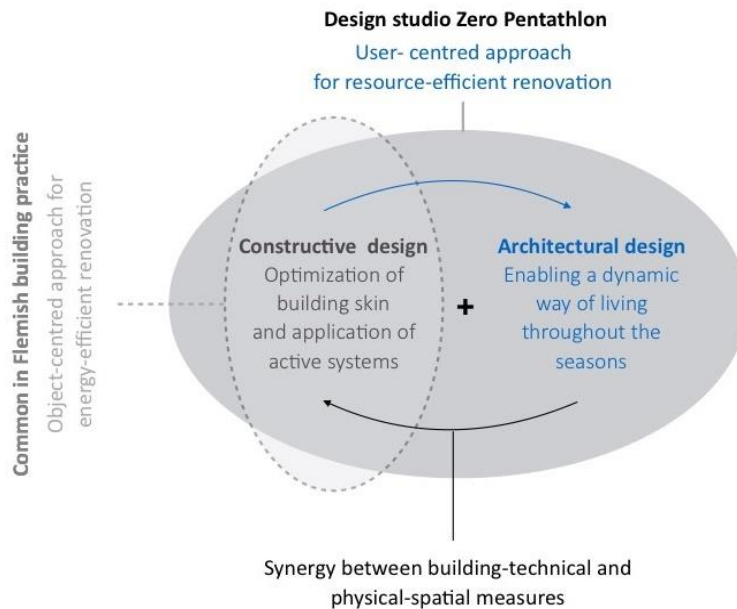 Design studio Zero Pentathlon
User- centred approach
for resource-efficient renovation
Common in Flemish building practice
Object-centred approach for
energy-efficient renovation
Constructive design
Optimization of
building skin
and application of
active systems
+
Architectural design
Enabling a dynamic
way of living
throughout the
seasons
Synergy between building-technical and
physical-spatial measures